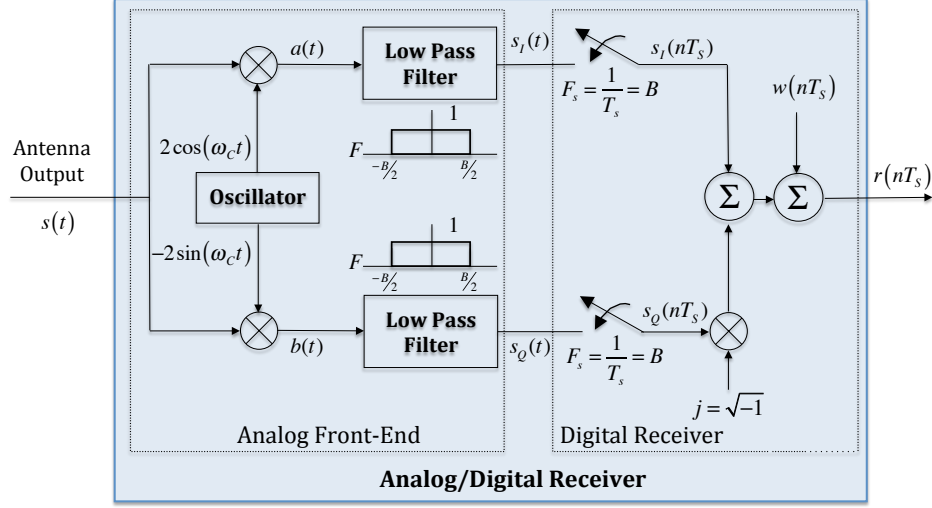 Antenna
Output
s(t)
a(t)
Low Pass
Filter
s_I(t)
s_I(nT_S)
F_s = 1/T_s = B
w(nT_S)
1
F
-B/2
B/2
2cos(ω_C t)
Oscillator
-2sin(ω_C t)
Σ
Σ
r(nT_S)
1
F
-B/2
B/2
b(t)
Low Pass
Filter
s_Q(t)
s_Q(nT_S)
F_s = 1/T_s = B
j = √-1
Analog Front-End
Digital Receiver
Analog/Digital Receiver